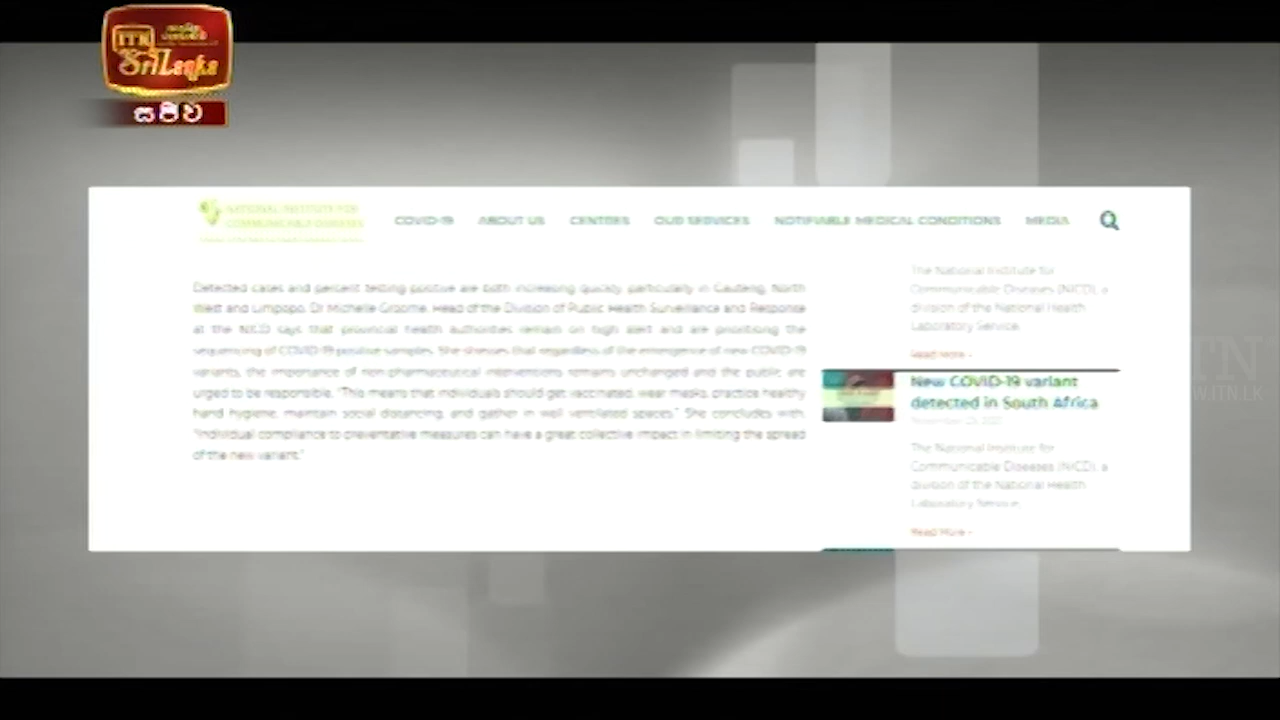 ITN
Sri Lanka
සජීව
NATIONAL INSTITUTE FOR
COMMUNICABLE DISEASES
COVID-19 ABOUT US CENTRES OUR SERVICES NOTIFIABLE MEDICAL CONDITIONS MEDIA
Detected cases and percent testing positive are both increasing quickly, particularly in Gauteng, North
West and Limpopo. Dr Michelle Groome, Head of the Division of Public Health Surveillance and Response
at the NICD says that provincial health authorities remain on high alert and are prioritising the
sequencing of COVID-19 positive samples. She stresses that regardless of the emergence of new COVID-19
variants, the importance of non-pharmaceutical interventions remains unchanged and the public are
urged to be responsible. "This means that individuals should get vaccinated, wear masks, practice healthy
hand hygiene, maintain social distancing, and gather in well ventilated spaces." She concludes with,
"Individual compliance to preventative measures can have a great collective impact in limiting the spread
of the new variant."
The National Institute for
Communicable Diseases (NICD), a
division of the National Health
Laboratory Service,
Read More ›
New COVID-19 variant
detected in South Africa
The National Institute for
Communicable Diseases (NICD), a
division of the National Health
Laboratory Service,
Read More ›
ITN
W.ITN.LK